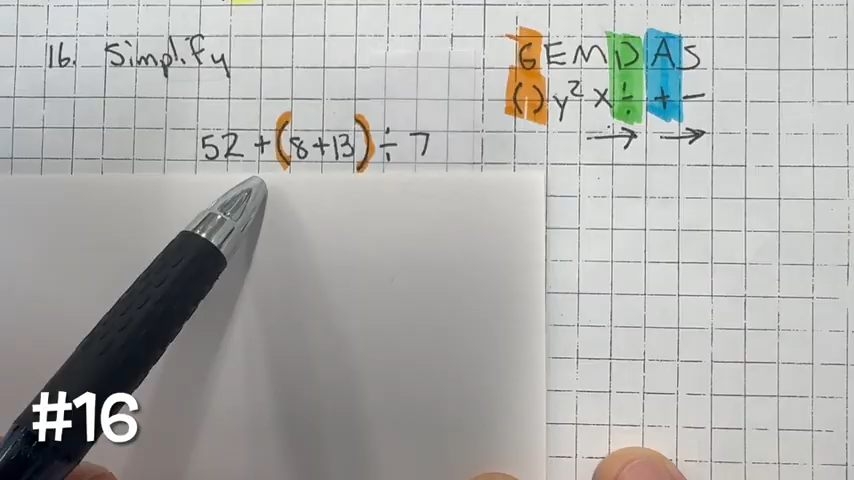 16. Simplify
GEMDAS
() y² × ÷ + −
→ →
52 + (8+13) ÷ 7
#16